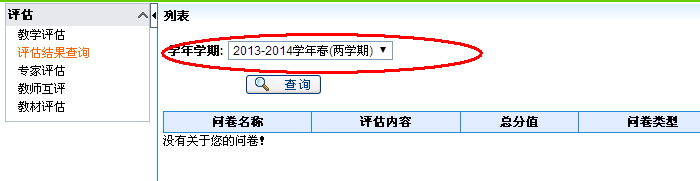 评估
教学评估
评估结果查询
专家评估
教师互评
教材评估
列表
学年学期: 2013-2014学年春(两学期)
查询
问卷名称 评估内容 总分值 问卷类型
没有关于您的问卷!